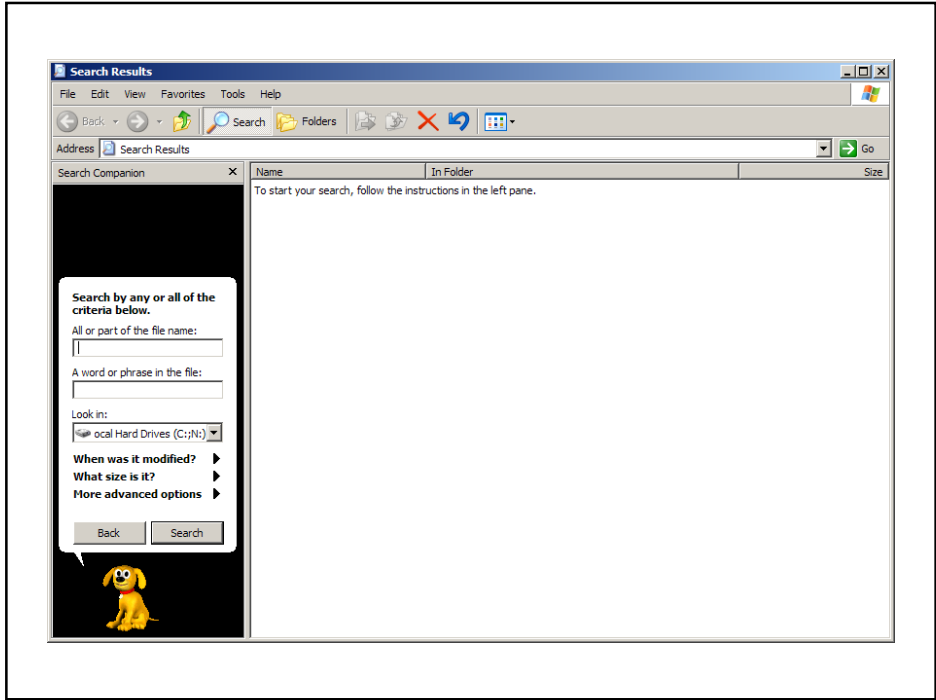 Search Results
File Edit View Favorites Tools Help
Back Search Folders
Address Search Results Go
Search Companion Name In Folder Size
To start your search, follow the instructions in the left pane.
Search by any or all of the
criteria below.
All or part of the file name:
A word or phrase in the file:
Look in:
ocal Hard Drives (C:;N:)
When was it modified?
What size is it?
More advanced options
Back Search